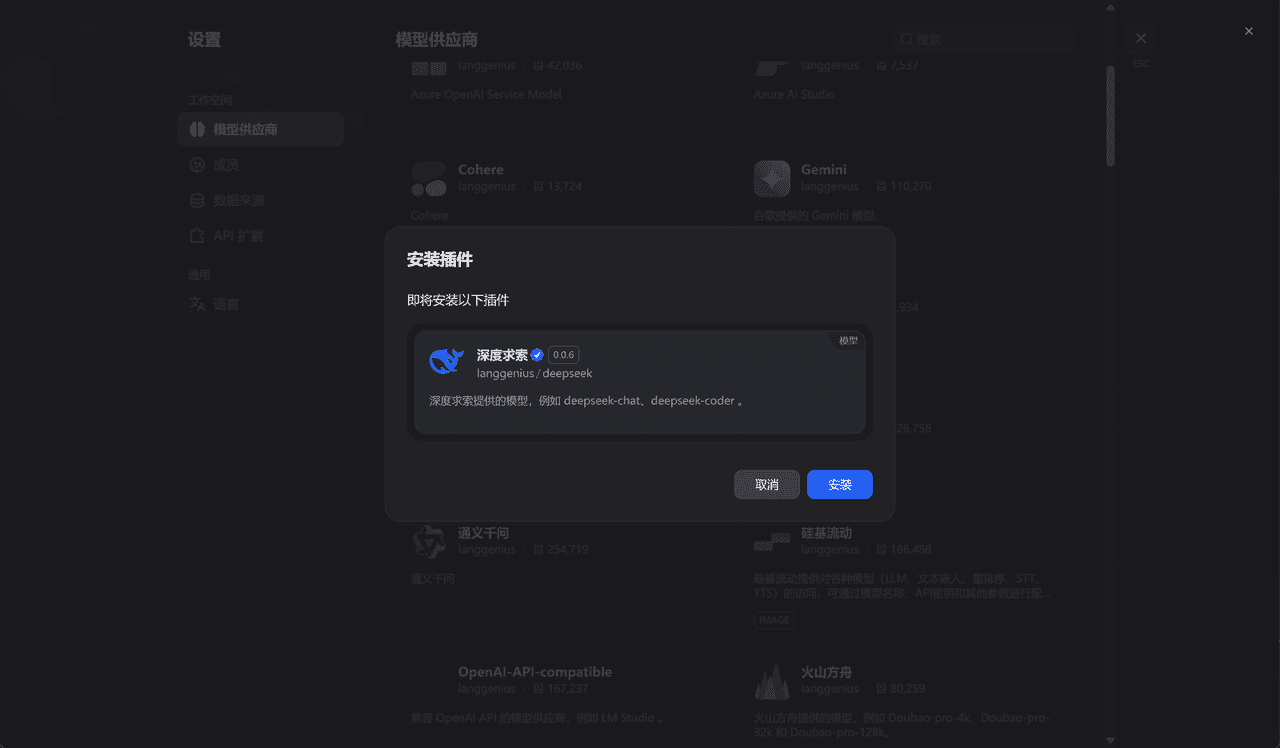 设置
模型供应商
搜索
ESC
工作空间
模型供应商
成员
数据来源
API 扩展
通用
语言
langgenius · 42,036
Azure OpenAI Service Model
langgenius · 7,537
Azure AI Studio
Cohere
langgenius · 13,724
Cohere
Gemini
langgenius · 110,270
谷歌提供的 Gemini 模型.
安装插件
即将安装以下插件
模型
深度求索 0.0.6
langgenius / deepseek
深度求索提供的模型，例如 deepseek-chat、deepseek-coder 。
取消
安装
,934
26,756
通义千问
langgenius · 254,719
通义千问
硅基流动
langgenius · 186,488
硅基流动提供对各种模型（LLM、文本嵌入、重排序、STT、
TTS）的访问，可通过模型名称、API密钥和其他参数进行配...
IMAGE
OpenAI-API-compatible
langgenius · 167,237
兼容 OpenAI API 的模型供应商，例如 LM Studio 。
火山方舟
langgenius · 80,259
火山方舟提供的模型，例如 Doubao-pro-4k、Doubao-pro-
32k 和 Doubao-pro-128k。